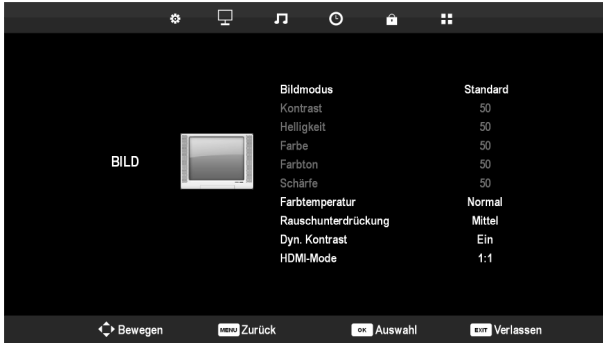 Bildmodus Standard
Kontrast 50
Helligkeit 50
Farbe 50
BILD
Farbton 50
Schärfe 50
Farbtemperatur Normal
Rauschunterdrückung Mittel
Dyn. Kontrast Ein
HDMI-Mode 1:1
Bewegen MENU Zurück OK Auswahl EXIT Verlassen